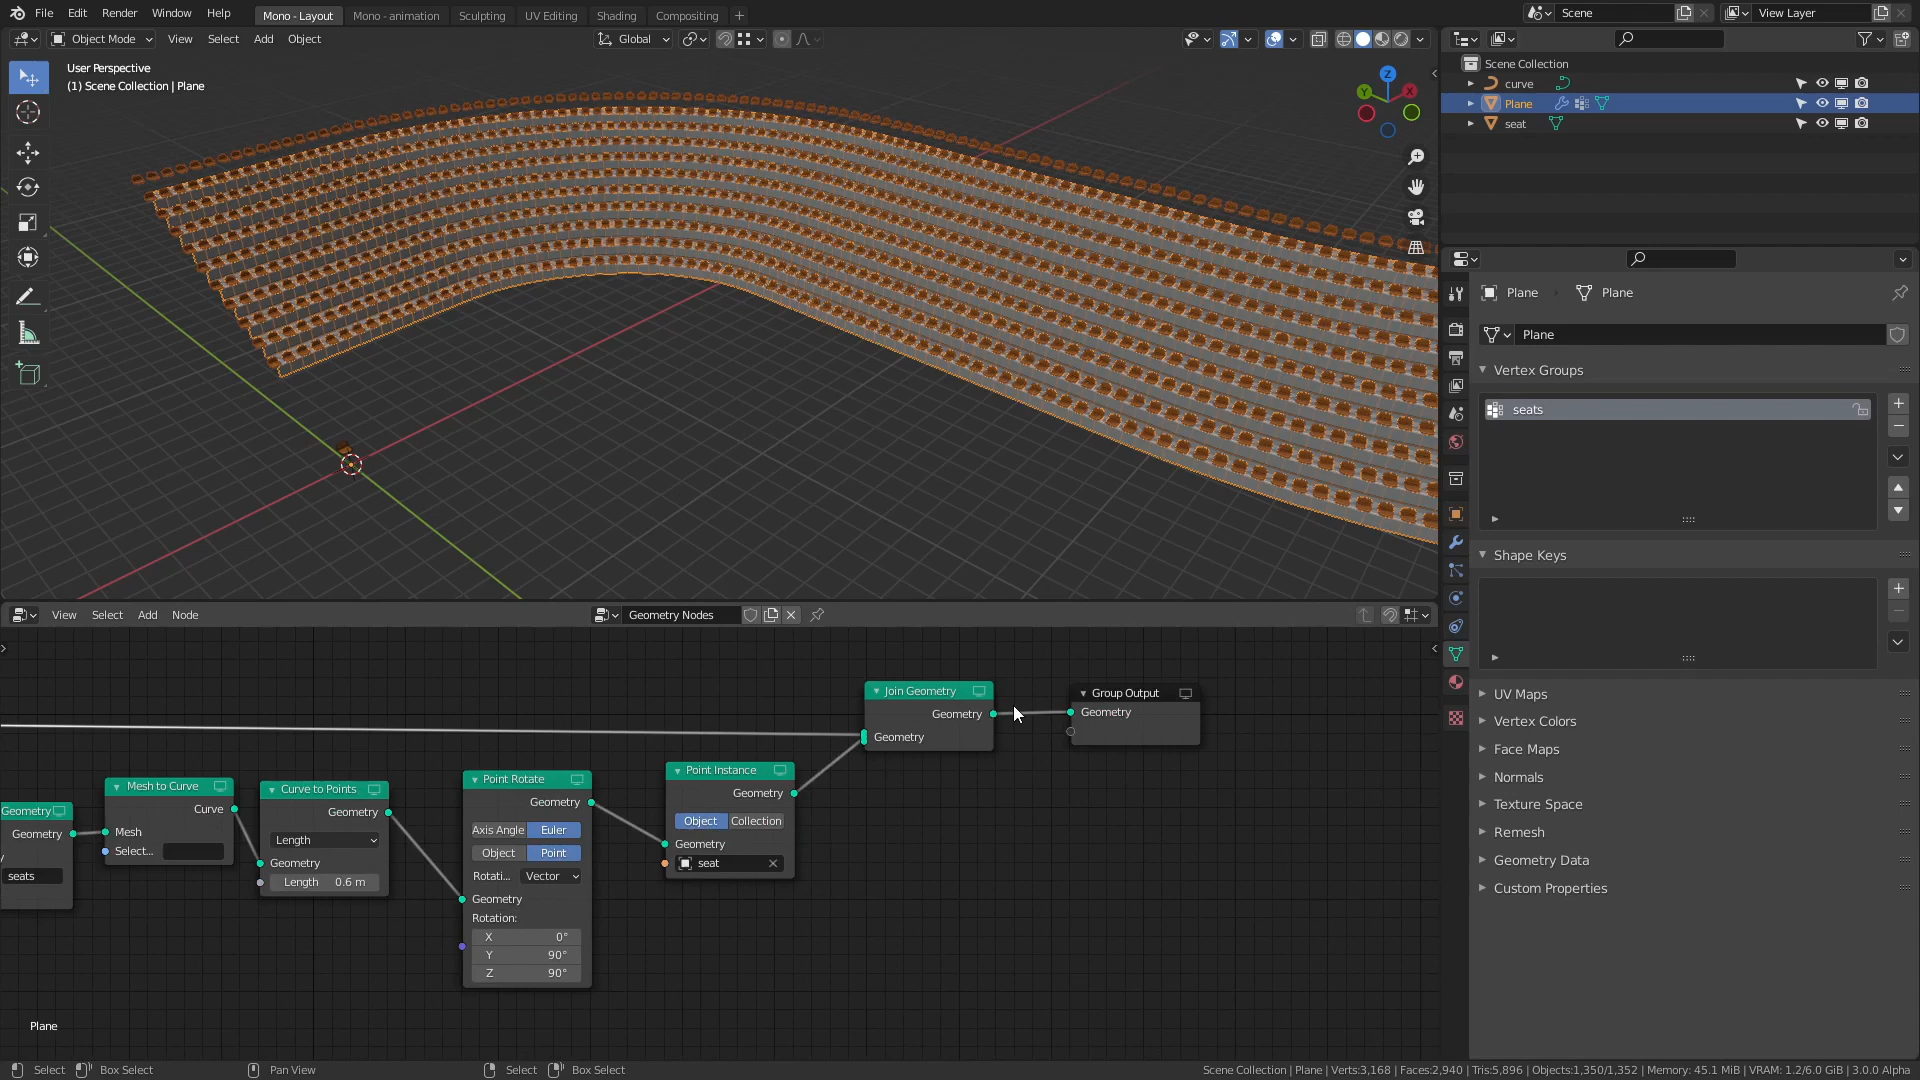 File Edit Render Window Help Mono - Layout Mono - animation Sculpting UV Editing Shading Compositing + Scene View Layer
Object Mode View Select Add Object Global
User Perspective
(1) Scene Collection | Plane
Z
Y
X
Scene Collection
curve
Plane
seat
Plane Plane
Plane
Vertex Groups
seats
Shape Keys
UV Maps
Vertex Colors
Face Maps
Normals
Texture Space
Remesh
Geometry Data
Custom Properties
View Select Add Node Geometry Nodes
Geometry
Geometry
y
seats
Mesh to Curve
Curve
Mesh
Select...
Curve to Points
Geometry
Length
Geometry
Length 0.6 m
Point Rotate
Geometry
Axis Angle Euler
Object Point
Rotati... Vector
Geometry
Rotation:
X 0°
Y 90°
Z 90°
Point Instance
Geometry
Object Collection
Geometry
seat
Join Geometry
Geometry
Geometry
Group Output
Geometry
Plane
Select Box Select Pan View Select Box Select Scene Collection | Plane | Verts:3,168 | Faces:2,940 | Tris:5,896 | Objects:1,350/1,352 | Memory: 45.1 MiB | VRAM: 1.2/6.0 GiB | 3.0.0 Alpha